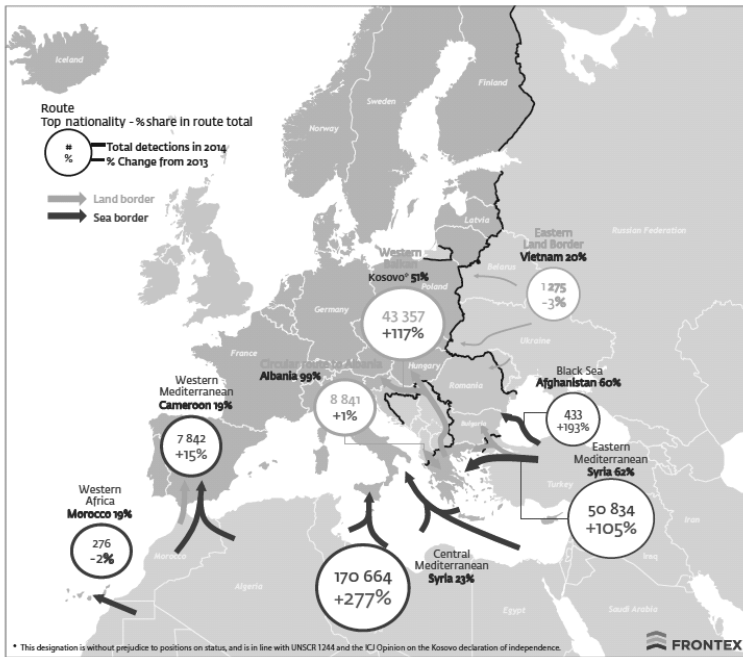 Iceland
Route
Top nationality - % share in route total
#
%
Total detections in 2014
% Change from 2013
Land border
Sea border
Norway
Sweden
Finland
Latvia
Russian Federation
Belarus
Eastern
Land Border
Vietnam 20%
1 275
-3%
Western
Balkan
Kosovo* 51%
Poland
43 357
+117%
Germany
Ukraine
France
Circular route to Albania
Albania 99%
8 841
+1%
Hungary
Romania
Bulgaria
Black Sea
Afghanistan 60%
433
+193%
Western
Mediterranean
Cameroon 19%
7 842
+15%
Eastern
Mediterranean
Syria 62%
50 834
+105%
Turkey
Western
Africa
Morocco 19%
276
-2%
Morocco
Algeria
170 664
+277%
Central
Mediterranean
Syria 23%
Egypt
Iraq
Iran
Saudi Arabia
* This designation is without prejudice to positions on status, and is in line with UNSCR 1244 and the ICJ Opinion on the Kosovo declaration of independence.
FRONTEX